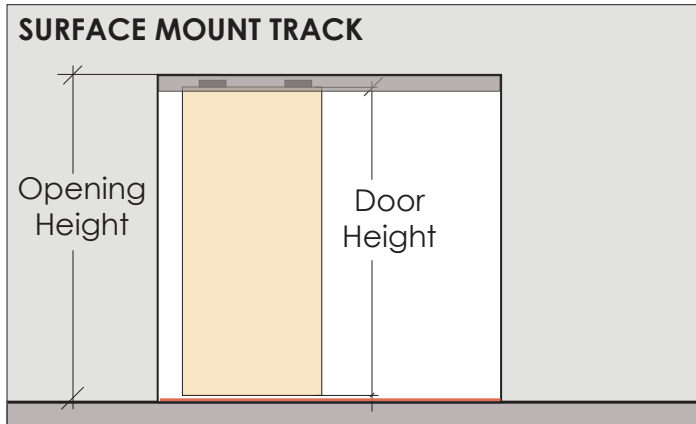 SURFACE MOUNT TRACK
Opening
Height
Door
Height